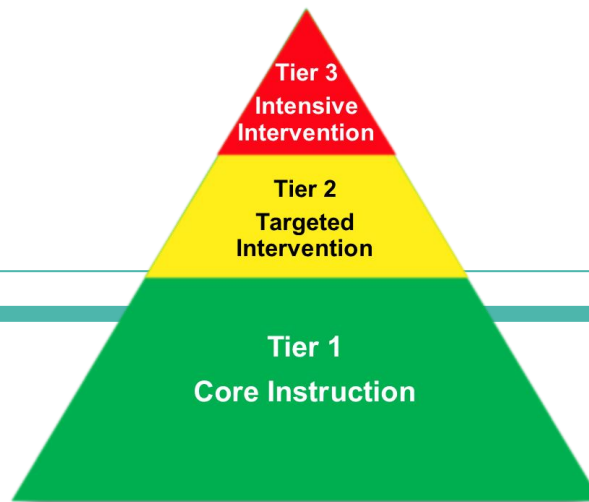 Tier 3
Intensive
Intervention
Tier 2
Targeted
Intervention
Tier 1
Core Instruction